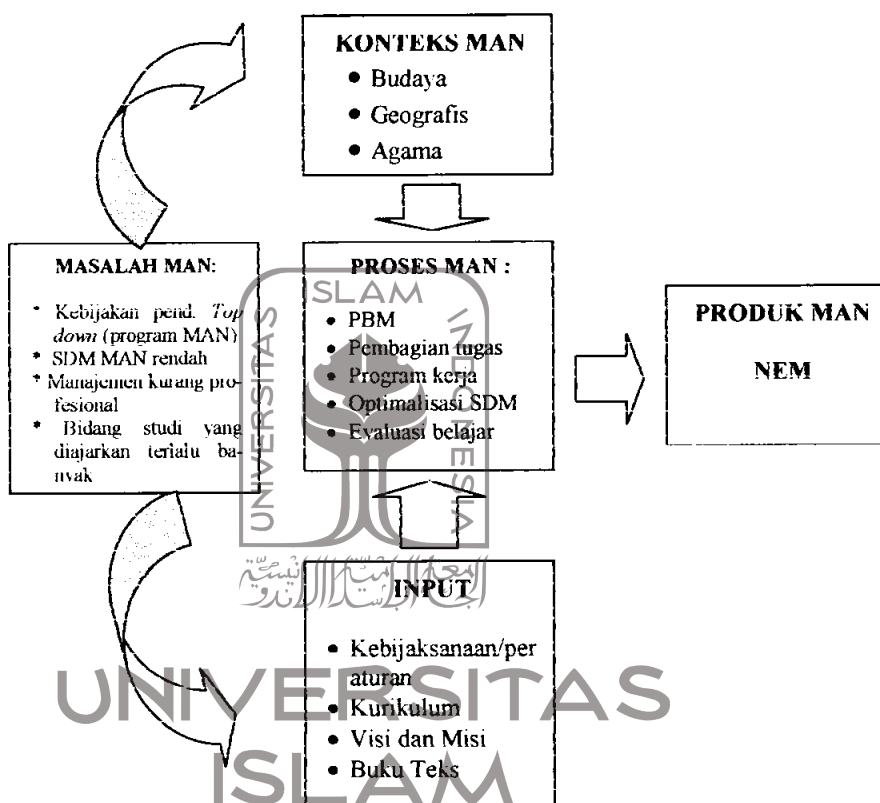 KONTEKS MAN
• Budaya
• Geografis
• Agama
MASALAH MAN:
* Kebijakan pend. Top
down (program MAN)
* SDM MAN rendah
* Manajemen kurang pro-
fesional
* Bidang studi yang
diajarkan terlalu ba-
nyak
PROSES MAN :
• PBM
• Pembagian tugas
• Program kerja
• Optimalisasi SDM
• Evaluasi belajar
PRODUK MAN
NEM
INPUT
• Kebijaksanaan/per
aturan
• Kurikulum
• Visi dan Misi
• Buku Teks
ISLAM
UNIVERSITAS
INDONESIA
UNIVERSITAS
ISLAM